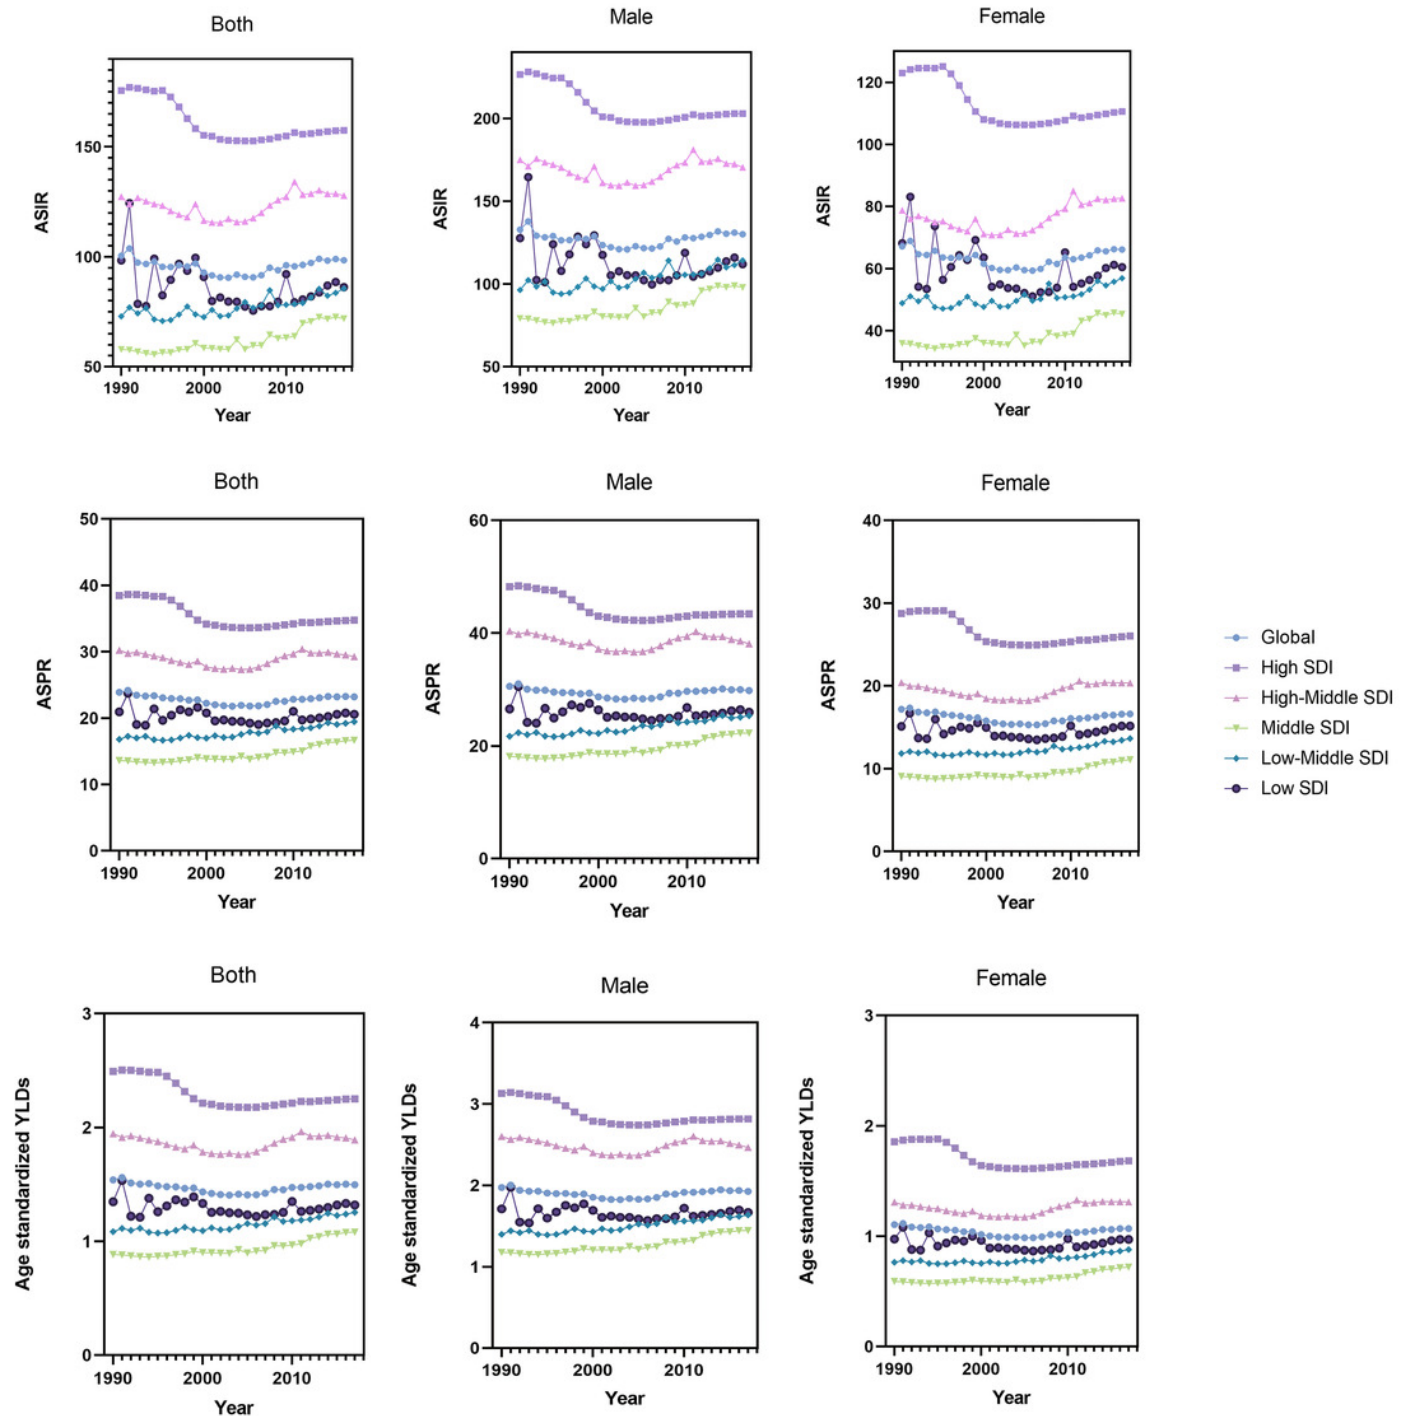 Both
Male
Female
150
100
50
1990
2000
2010
ASIR
Year
200
150
100
50
1990
2000
2010
ASIR
Year
120
100
80
60
40
1990
2000
2010
ASIR
Year
Both
Male
Female
50
40
30
20
10
0
1990
2000
2010
ASPR
Year
60
40
20
0
1990
2000
2010
ASPR
Year
40
30
20
10
0
1990
2000
2010
ASPR
Year
Global
High SDI
High-Middle SDI
Middle SDI
Low-Middle SDI
Low SDI
Both
Male
Female
3
2
1
0
1990
2000
2010
Age standardized YLDs
Year
4
3
2
1
0
1990
2000
2010
Age standardized YLDs
Year
3
2
1
0
1990
2000
2010
Age standardized YLDs
Year